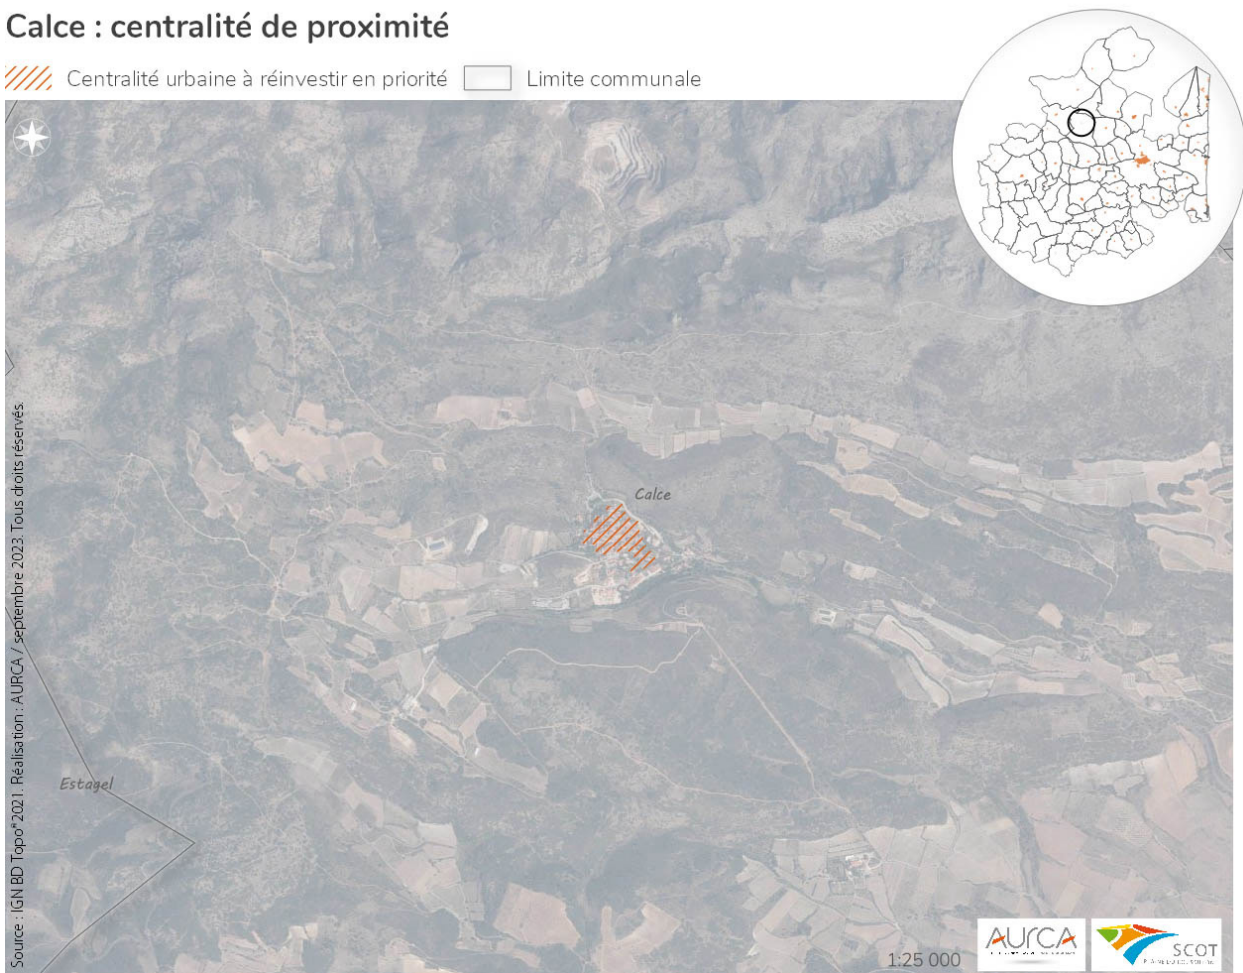 Calce : centralité de proximité
Centralité urbaine à réinvestir en priorité
Limite communale
Calce
Estagel
Source : IGN BD Topo®2021. Réalisation : AURCA / septembre 2023. Tous droits réservés.
1:25 000
AURCA
SCOT